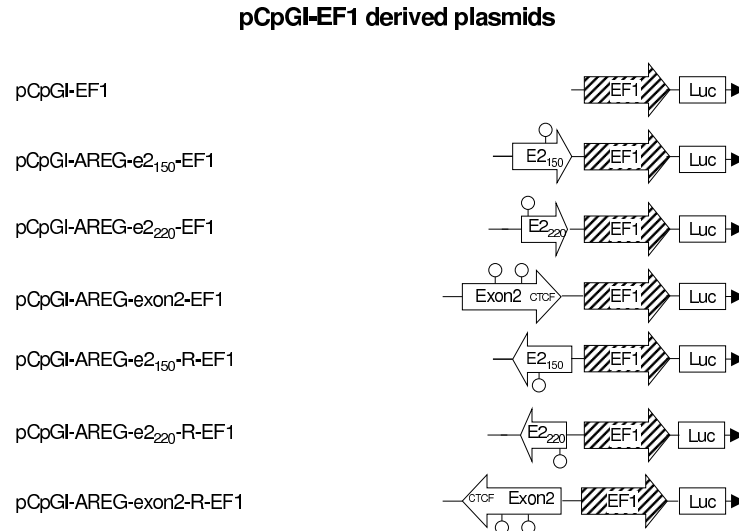 pCpGI-EF1 derived plasmids
pCpGI-EF1 EF1 Luc
pCpGI-AREG-e2₁₅₀-EF1 E2₁₅₀ EF1 Luc
pCpGI-AREG-e2₂₂₀-EF1 E2₂₂₀ EF1 Luc
pCpGI-AREG-exon2-EF1 Exon2 CTCF EF1 Luc
pCpGI-AREG-e2₁₅₀-R-EF1 E2₁₅₀ EF1 Luc
pCpGI-AREG-e2₂₂₀-R-EF1 E2₂₂₀ EF1 Luc
pCpGI-AREG-exon2-R-EF1 CTCF Exon2 EF1 Luc